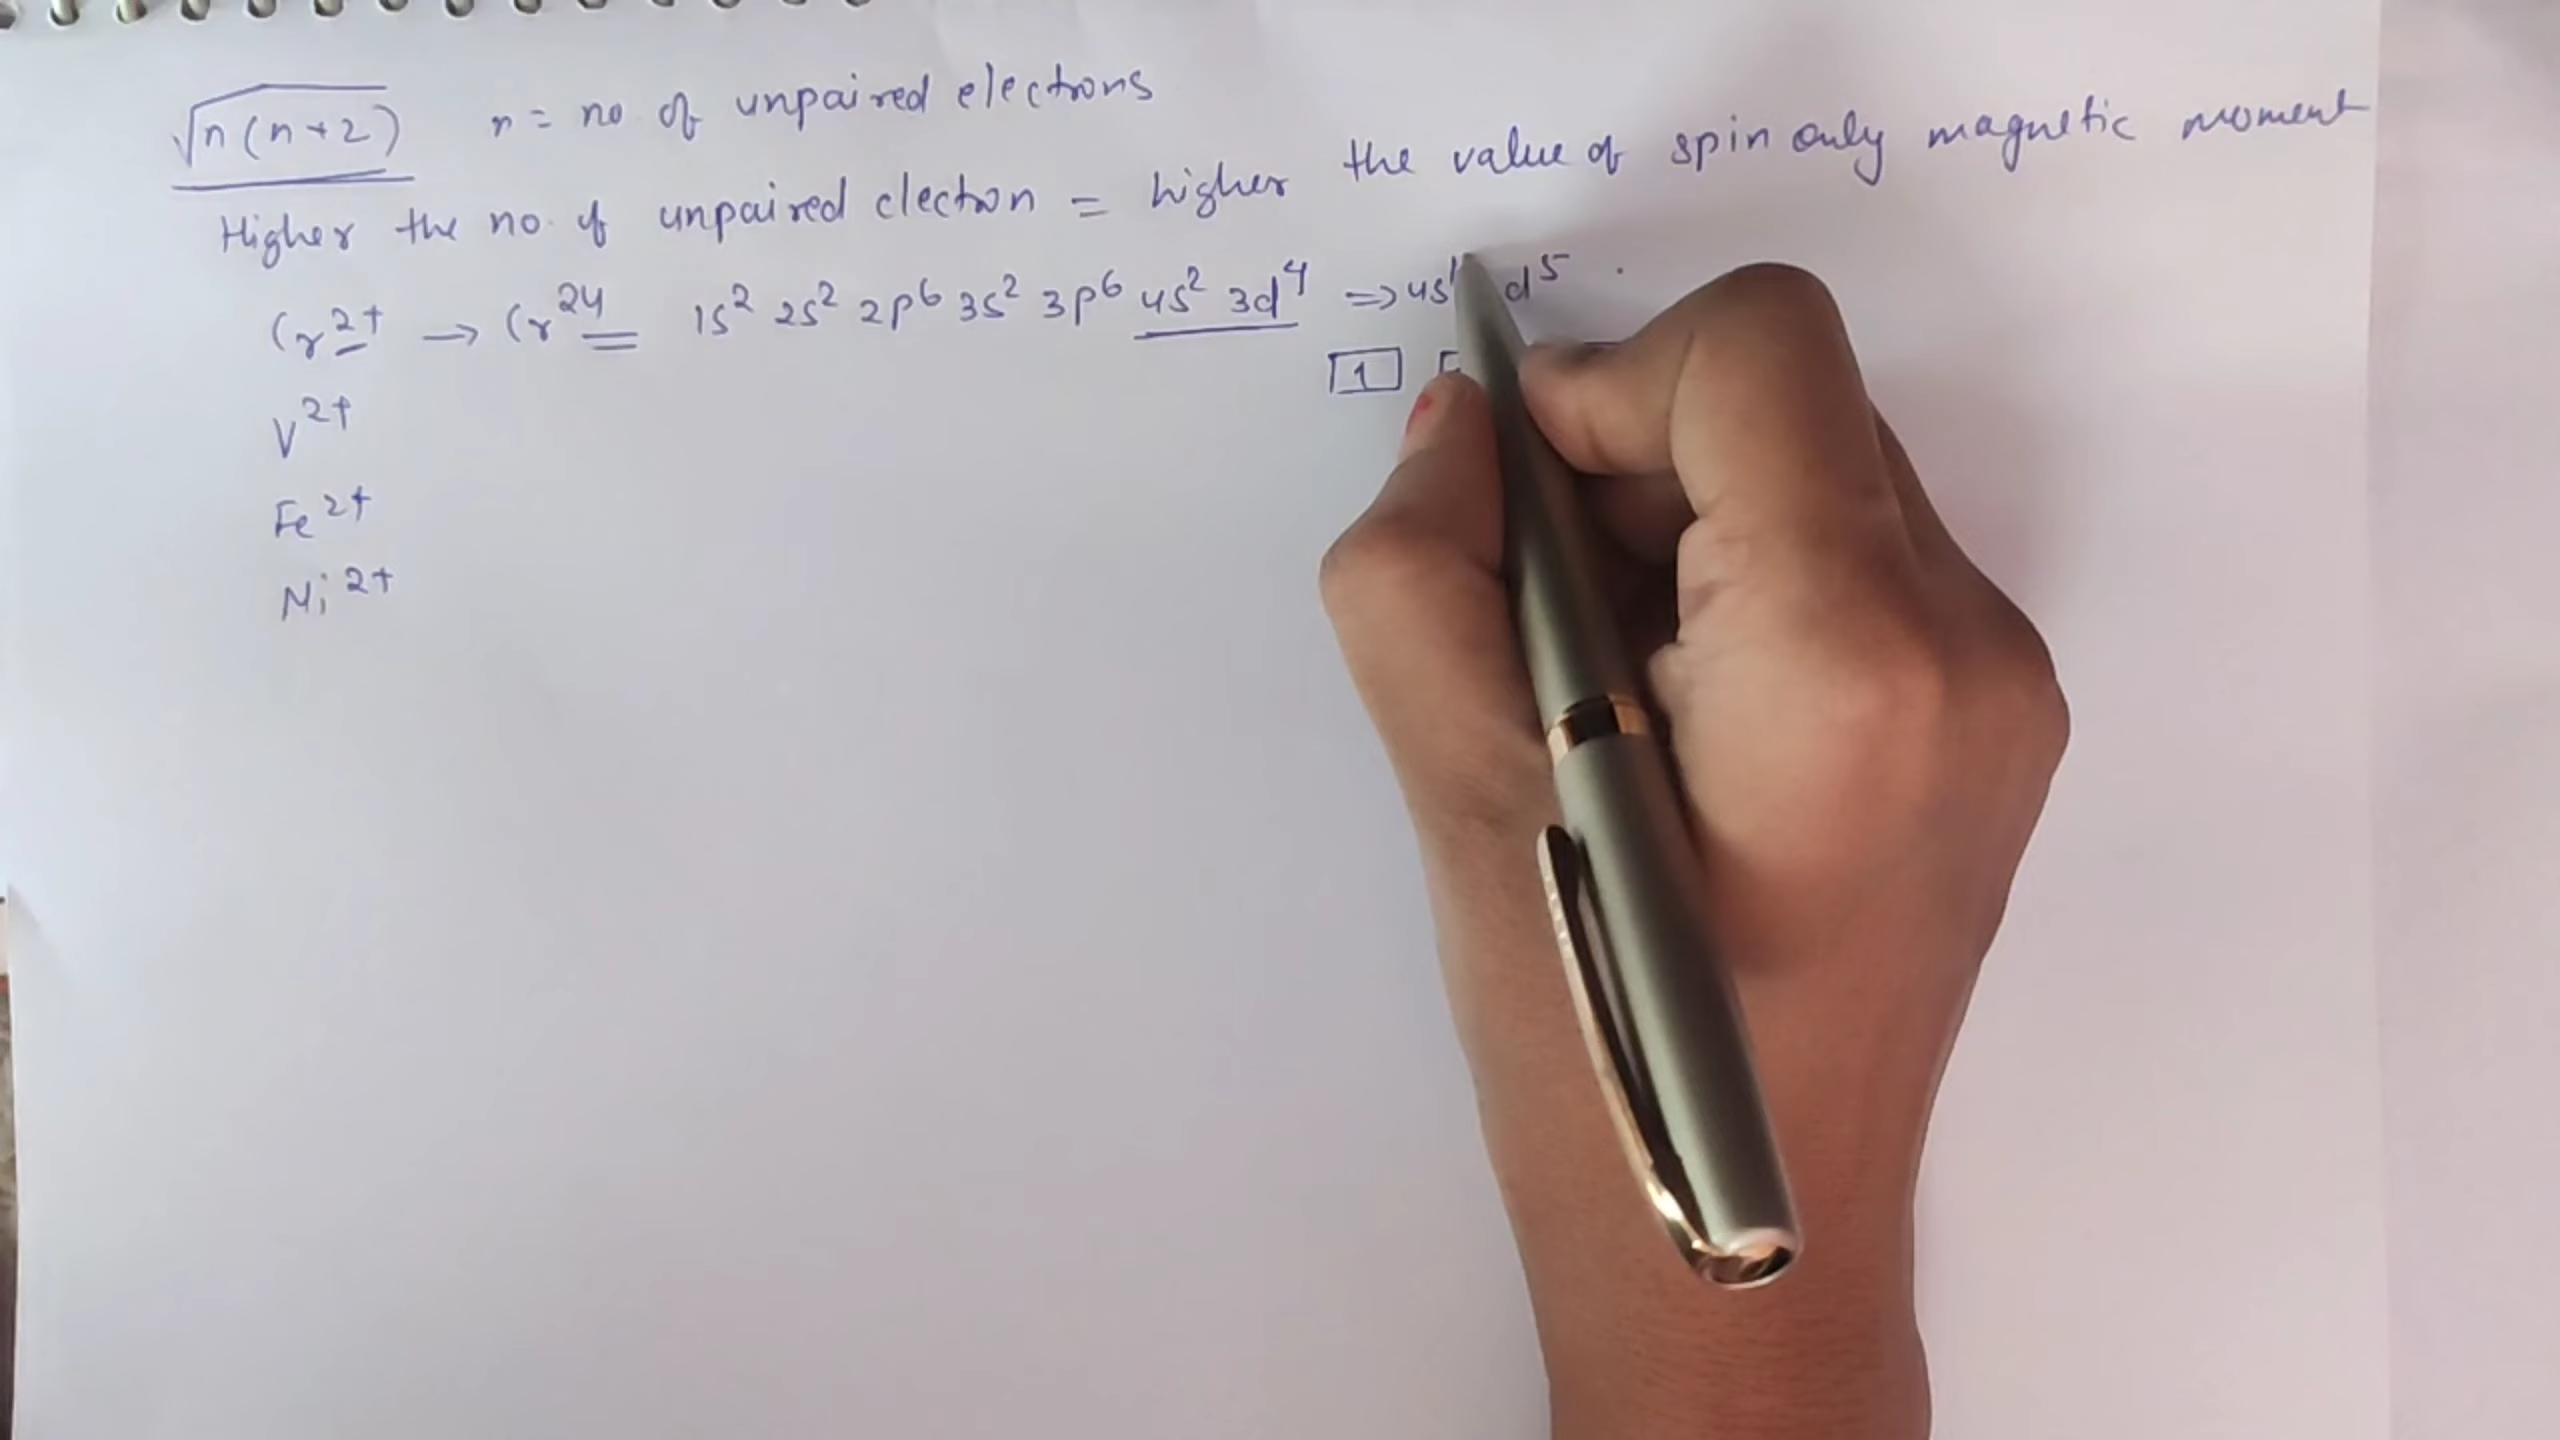 √n(n+2) n = no of unpaired electrons
Higher the no. of unpaired electron = higher the value of spin only magnetic moment
Cr2+ → Cr24 1s2 2s2 2p6 3s2 3p6 4s2 3d4 ⇒ 4s1 d5
1
V2+
Fe2+
Ni2+